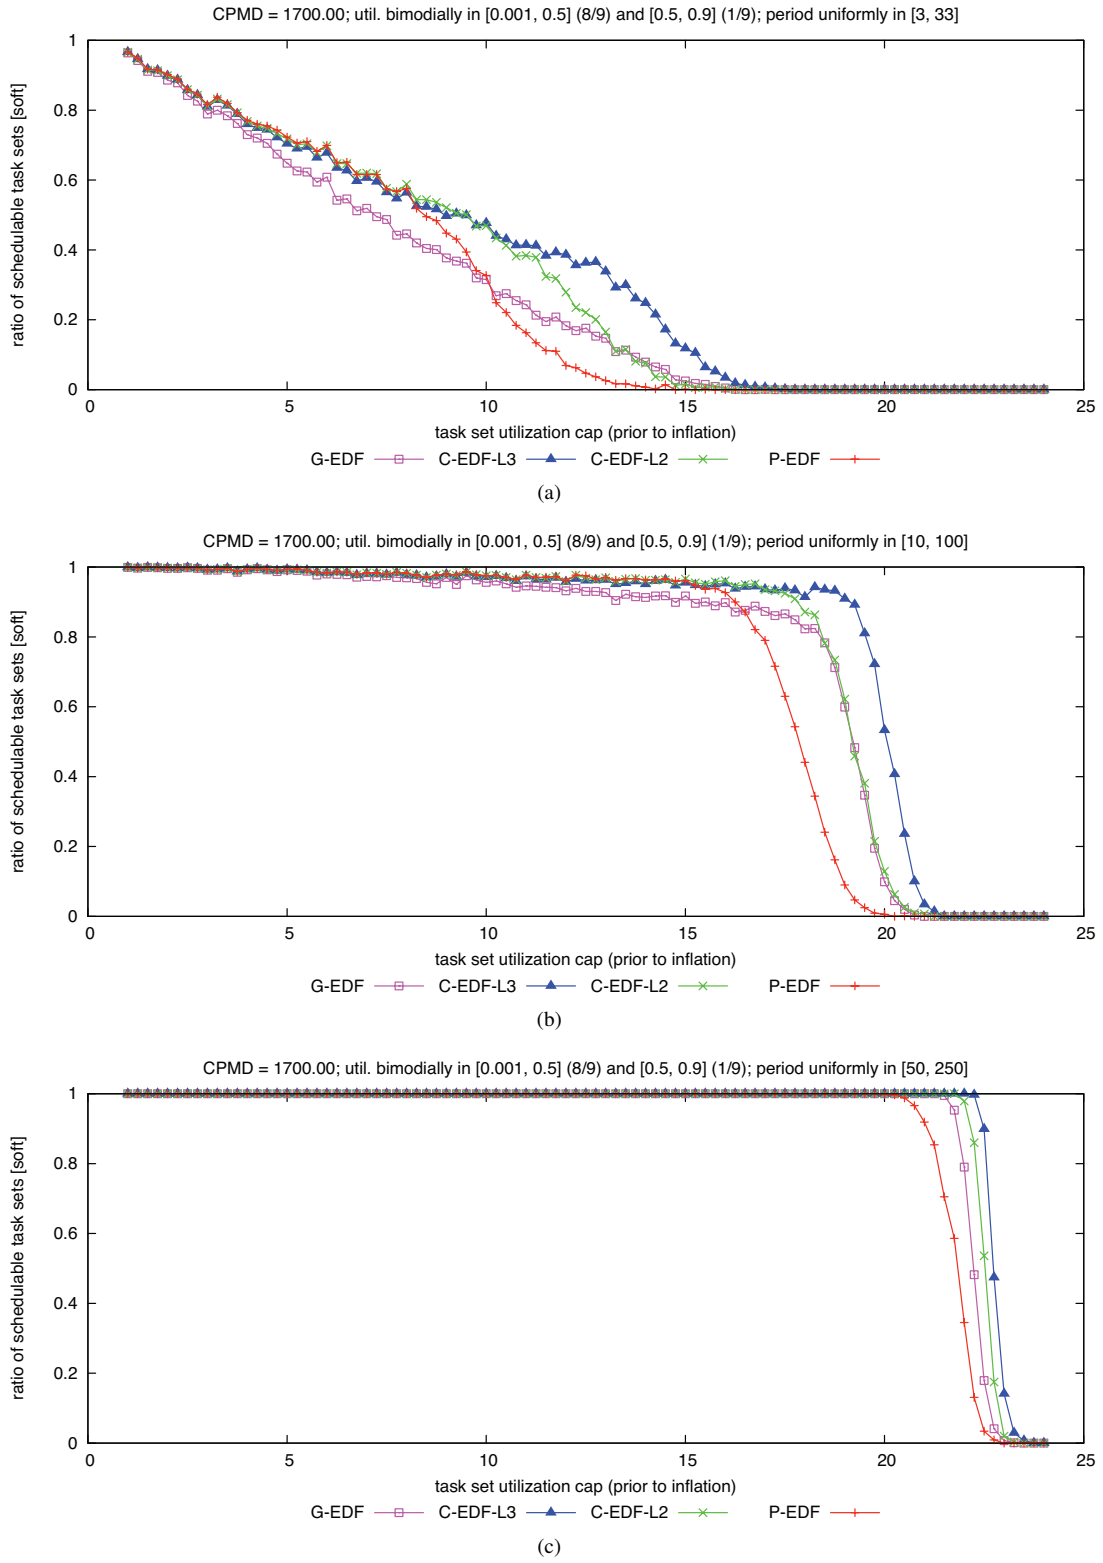 CPMD = 1700.00; util. bimodially in [0.001, 0.5] (8/9) and [0.5, 0.9] (1/9); period uniformly in [3, 33]
ratio of schedulable task sets [soft]
1
0.8
0.6
0.4
0.2
0
0 5 10 15 20 25
task set utilization cap (prior to inflation)
G-EDF C-EDF-L3 C-EDF-L2 P-EDF
(a)
CPMD = 1700.00; util. bimodially in [0.001, 0.5] (8/9) and [0.5, 0.9] (1/9); period uniformly in [10, 100]
ratio of schedulable task sets [soft]
1
0.8
0.6
0.4
0.2
0
0 5 10 15 20 25
task set utilization cap (prior to inflation)
G-EDF C-EDF-L3 C-EDF-L2 P-EDF
(b)
CPMD = 1700.00; util. bimodially in [0.001, 0.5] (8/9) and [0.5, 0.9] (1/9); period uniformly in [50, 250]
ratio of schedulable task sets [soft]
1
0.8
0.6
0.4
0.2
0
0 5 10 15 20 25
task set utilization cap (prior to inflation)
G-EDF C-EDF-L3 C-EDF-L2 P-EDF
(c)